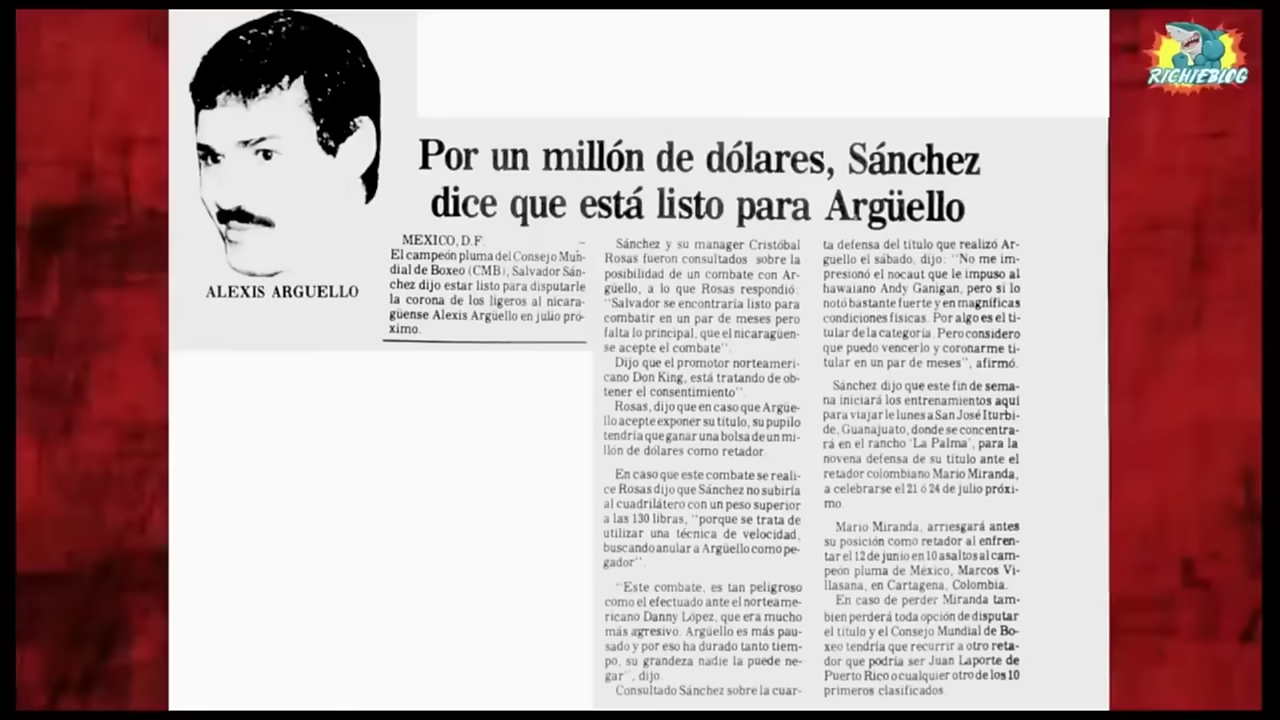 RICHIEBLOG
ALEXIS ARGUELLO
Por un millón de dólares, Sánchez
dice que está listo para Argüello
MEXICO, D.F. –
El campeón pluma del Consejo Mun-
dial de Boxeo (CMB), Salvador Sán-
chez dijo estar listo para disputarle
la corona de los ligeros al nicara-
güense Alexis Argüello en julio pró-
ximo.
Sánchez y su manager Cristóbal
Rosas fueron consultados sobre la
posibilidad de un combate con Ar-
güello, a lo que Rosas respondió:
"Salvador se encontraría listo para
combatir en un par de meses pero
falta lo principal, que el nicaragüen-
se acepte el combate".
Dijo que el promotor norteameri-
cano Don King, está tratando de ob-
tener el consentimiento".
Rosas, dijo que en caso que Argüe-
llo acepte exponer su título, su pupilo
tendría que ganar una bolsa de un mi-
llón de dólares como retador.
En caso que este combate se reali-
ce Rosas dijo que Sánchez no subiría
al cuadrilátero con un peso superior
a las 130 libras, "porque se trata de
utilizar una técnica de velocidad,
buscando anular a Argüello como pe-
gador".
"Este combate, es tan peligroso
como el efectuado ante el norteame-
ricano Danny López, que era mucho
más agresivo. Argüello es más pau-
sado y por eso ha durado tanto tiem-
po, su grandeza nadie la puede ne-
gar", dijo.
Consultado Sánchez sobre la cuar-
ta defensa del título que realizó Ar-
guello el sábado, dijo: "No me im-
presionó el nocaut que le impuso al
hawaiano Andy Ganigan, pero si lo
notó bastante fuerte y en magníficas
condiciones físicas. Por algo es el ti-
tular de la categoría. Pero considero
que puedo vencerlo y coronarme ti-
tular en un par de meses", afirmó.
Sánchez dijo que este fin de sema-
na iniciará los entrenamientos aquí
para viajar le lunes a San José Iturbi-
de, Guanajuato, donde se concentra-
rá en el rancho 'La Palma', para la
novena defensa de su título ante el
retador colombiano Mario Miranda,
a celebrarse el 21 ó 24 de julio próxi-
mo.
Mario Miranda, arriesgará antes
su posición como retador al enfren-
tar el 12 de junio en 10 asaltos al cam-
peón pluma de México, Marcos Vi-
llasana, en Cartagena, Colombia.
En caso de perder Miranda tam-
bien perderá toda opción de disputar
el título y el Consejo Mundial de Bo-
xeo tendría que recurrir a otro reta-
dor que podría ser Juan Laporte de
Puerto Rico o cualquier otro de los 10
primeros clasificados.